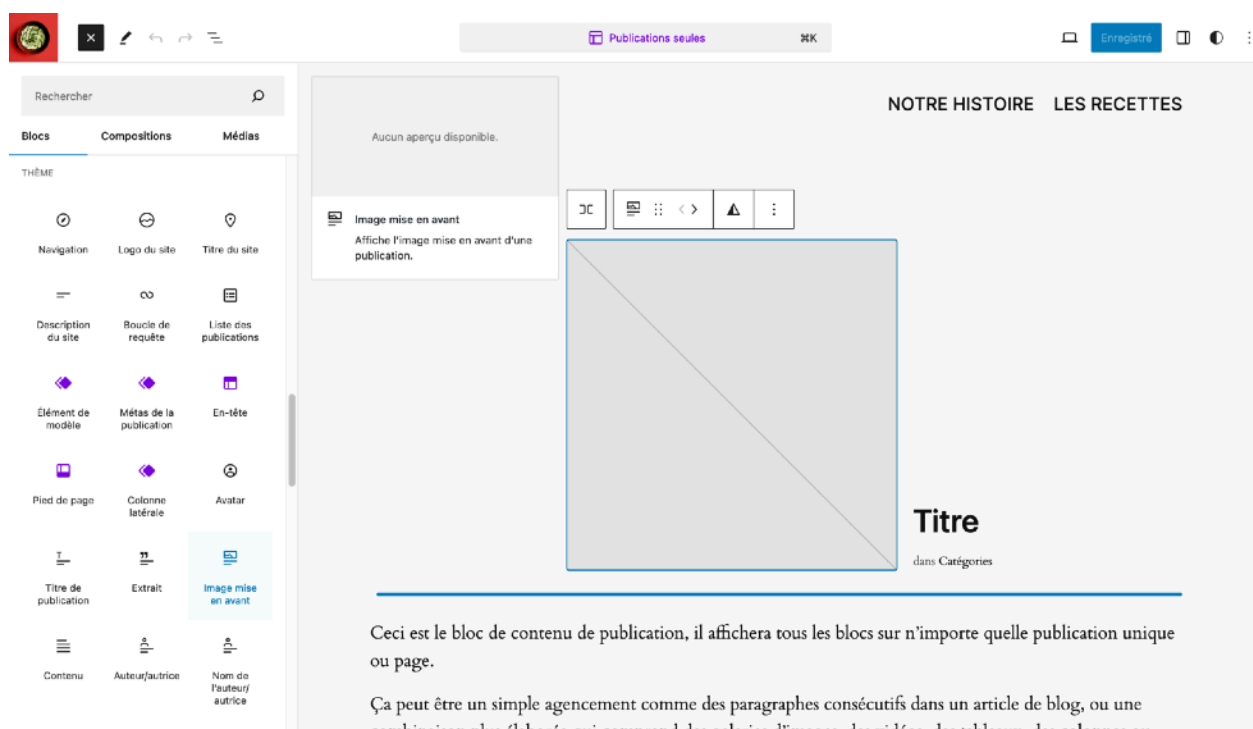 Publications seules
⌘K
Enregistré
Rechercher
Blocs
Compositions
Médias
THÈME
Navigation
Logo du site
Titre du site
Description
du site
Boucle de
requête
Liste des
publications
Élément de
modèle
Métas de la
publication
En-tête
Pied de page
Colonne
latérale
Avatar
Titre de
publication
Extrait
Image mise
en avant
Contenu
Auteur/autrice
Nom de
l'auteur/
autrice
Aucun aperçu disponible.
Image mise en avant
Affiche l'image mise en avant d'une
publication.
NOTRE HISTOIRE LES RECETTES
Titre
dans Catégories
Ceci est le bloc de contenu de publication, il affichera tous les blocs sur n'importe quelle publication unique
ou page.
Ça peut être un simple agencement comme des paragraphes consécutifs dans un article de blog, ou une